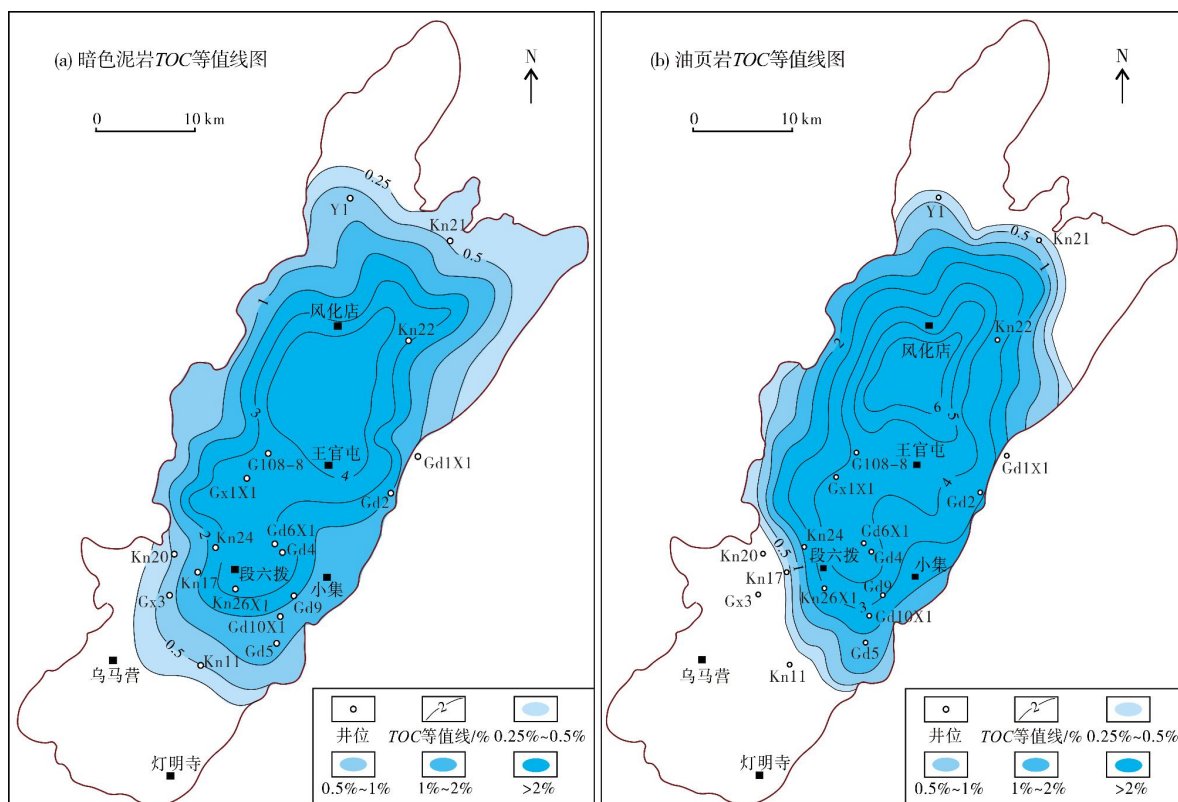 (a) 暗色泥岩TOC等值线图
N
0 10 km
0.25
Y1
Kn21
0.5
1
风化店
Kn22
3
王官屯
G108-8
4
Gd1X1
Gx1X1
Gd2
Gd6X1
Kn24
2
Gd4
Kn20
段六拨
小集
Kn17
Kn26X1
Gd9
Gx3
Gd10X1
Gd5
0.5
Kn11
乌马营
灯明寺
2
井位
TOC等值线/%
0.25%~0.5%
0.5%~1%
1%~2%
>2%
(b) 油页岩TOC等值线图
N
0 10 km
Y1
0.5
Kn21
1
Kn22
2
风化店
6
5
王官屯
G108-8
Gd1X1
Gx1X1
4
Gd2
Gd6X1
Kn24
0.5
Gd4
Kn20
1
段六拨
小集
Kn17
Kn26X1
Gd9
Gx3
3
Gd10X1
Gd5
Kn11
乌马营
灯明寺
2
井位
TOC等值线/%
0.25%~0.5%
0.5%~1%
1%~2%
>2%